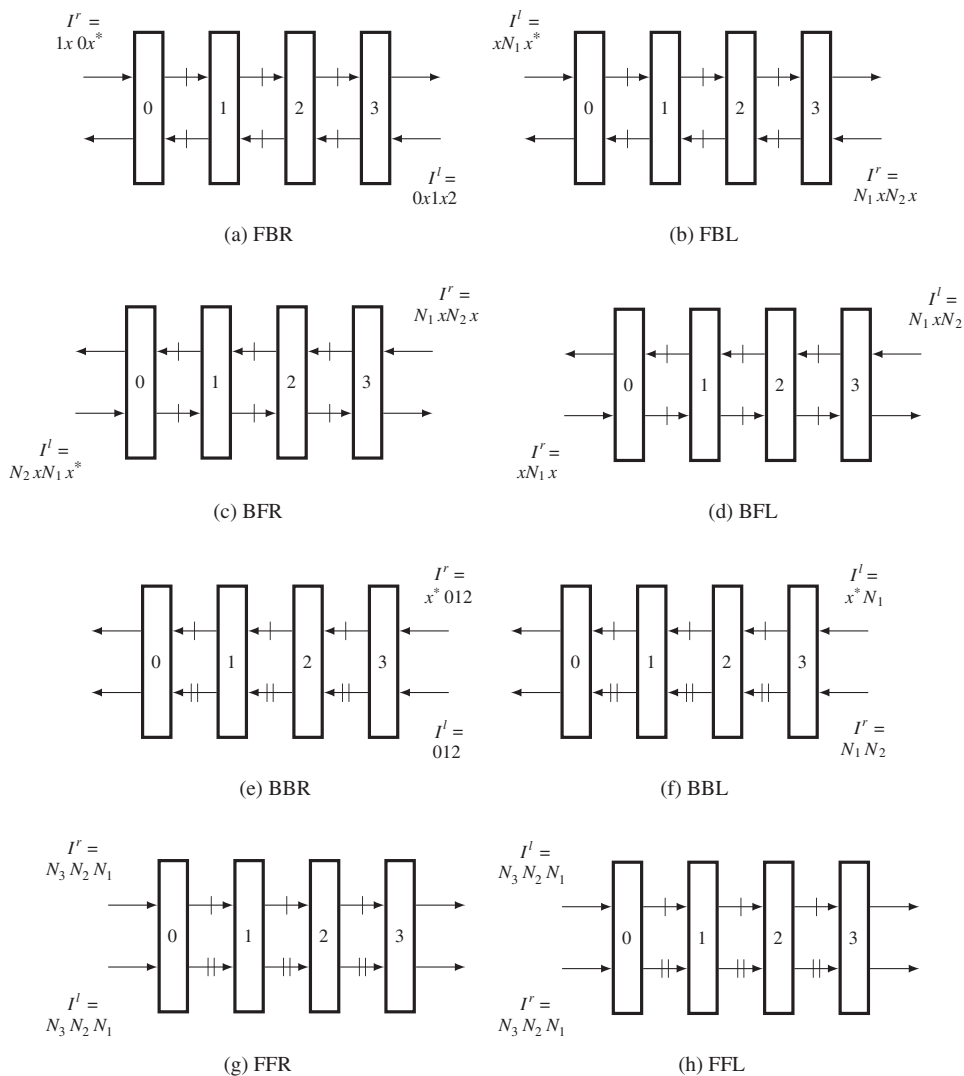 I^r =
1x 0x*
0 1 2 3
I^l =
0x1x2
(a) FBR
I^l =
xN₁ x*
0 1 2 3
I^r =
N₁ xN₂ x
(b) FBL
I^r =
N₁ xN₂ x
0 1 2 3
I^l =
N₂ xN₁ x*
(c) BFR
I^l =
N₁ xN₂
0 1 2 3
I^r =
xN₁ x
(d) BFL
I^r =
x* 012
0 1 2 3
I^l =
012
(e) BBR
I^l =
x* N₁
0 1 2 3
I^r =
N₁ N₂
(f) BBL
I^r =
N₃ N₂ N₁
0 1 2 3
I^l =
N₃ N₂ N₁
(g) FFR
I^l =
N₃ N₂ N₁
0 1 2 3
I^r =
N₃ N₂ N₁
(h) FFL